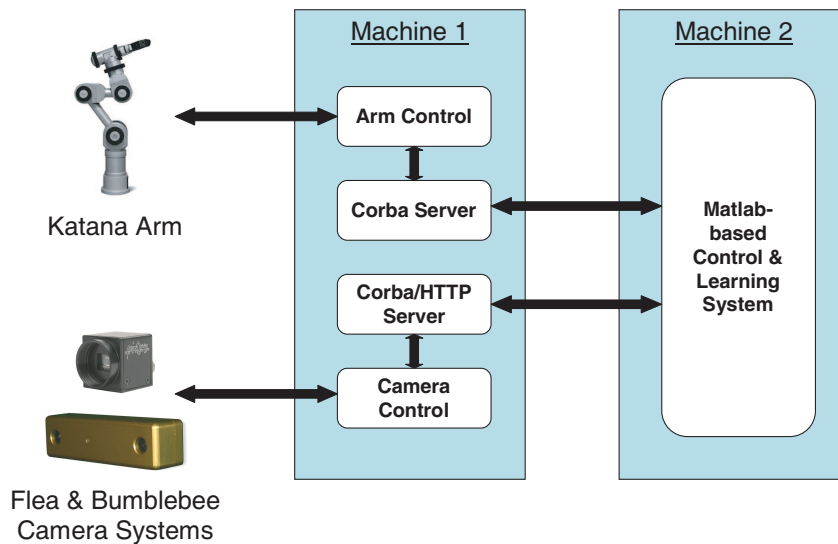 Machine 1
Machine 2
Arm Control
Katana Arm
Corba Server
Matlab-
based
Control &
Learning
System
Corba/HTTP
Server
Camera
Control
Flea & Bumblebee
Camera Systems